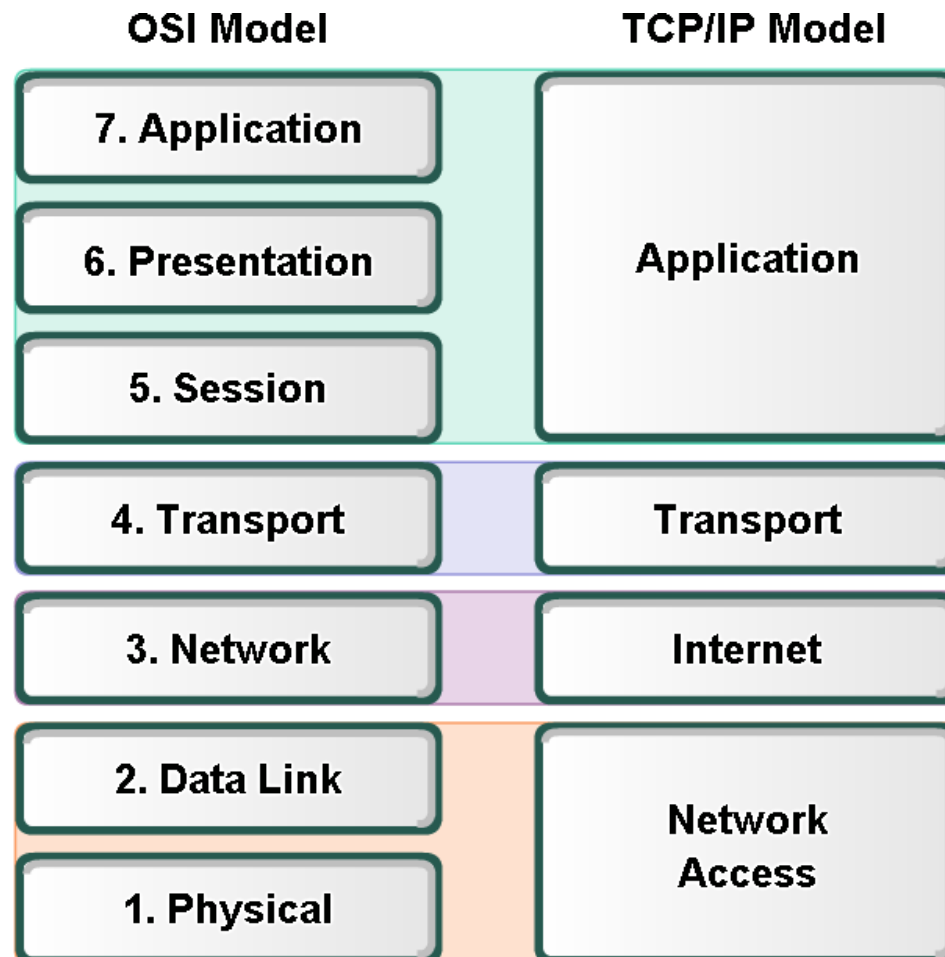 OSI Model
TCP/IP Model
7. Application
6. Presentation
5. Session
Application
4. Transport
Transport
3. Network
Internet
2. Data Link
1. Physical
Network
Access